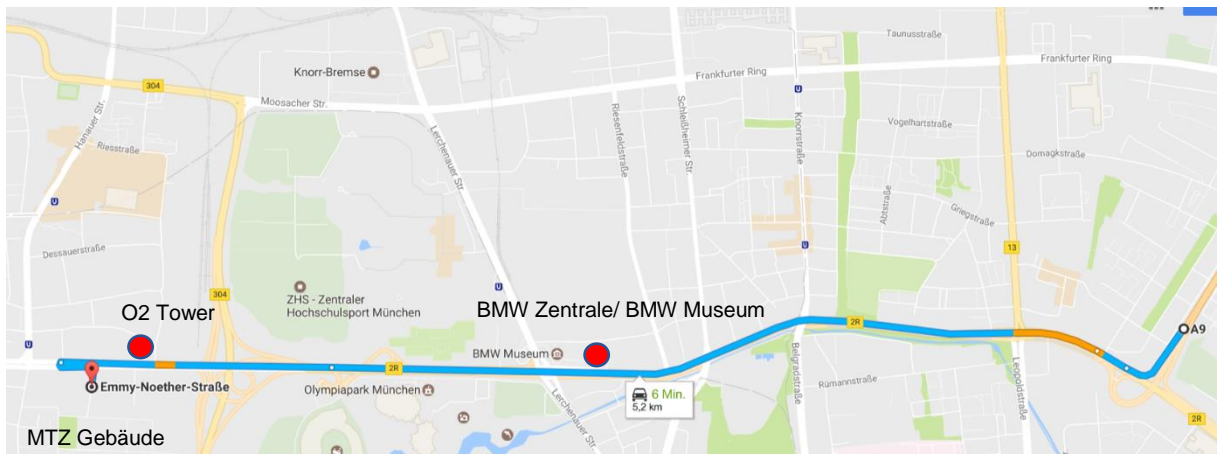 Taunusstraße
Knorr-Bremse
Frankfurter Ring
Frankfurter Ring
304
Moosacher Str.
Hanauer Str.
Riesstraße
Lerchenauer Str.
Riesenfeldstraße
Schleißheimer Str.
Knorrstraße
U
Vogelhartstraße
Domagkstraße
U
Abtstraße
Griegstraße
Dessauerstraße
U
13
304
ZHS - Zentraler
Hochschulsport München
U
O2 Tower
BMW Zentrale/ BMW Museum
2R
A9
U
BMW Museum
2R
Emmy-Noether-Straße
Olympiapark München
6 Min.
5,2 km
Belgradstraße
Rümannstraße
Leopoldstraße
Lerchenauer Str.
2R
MTZ Gebäude